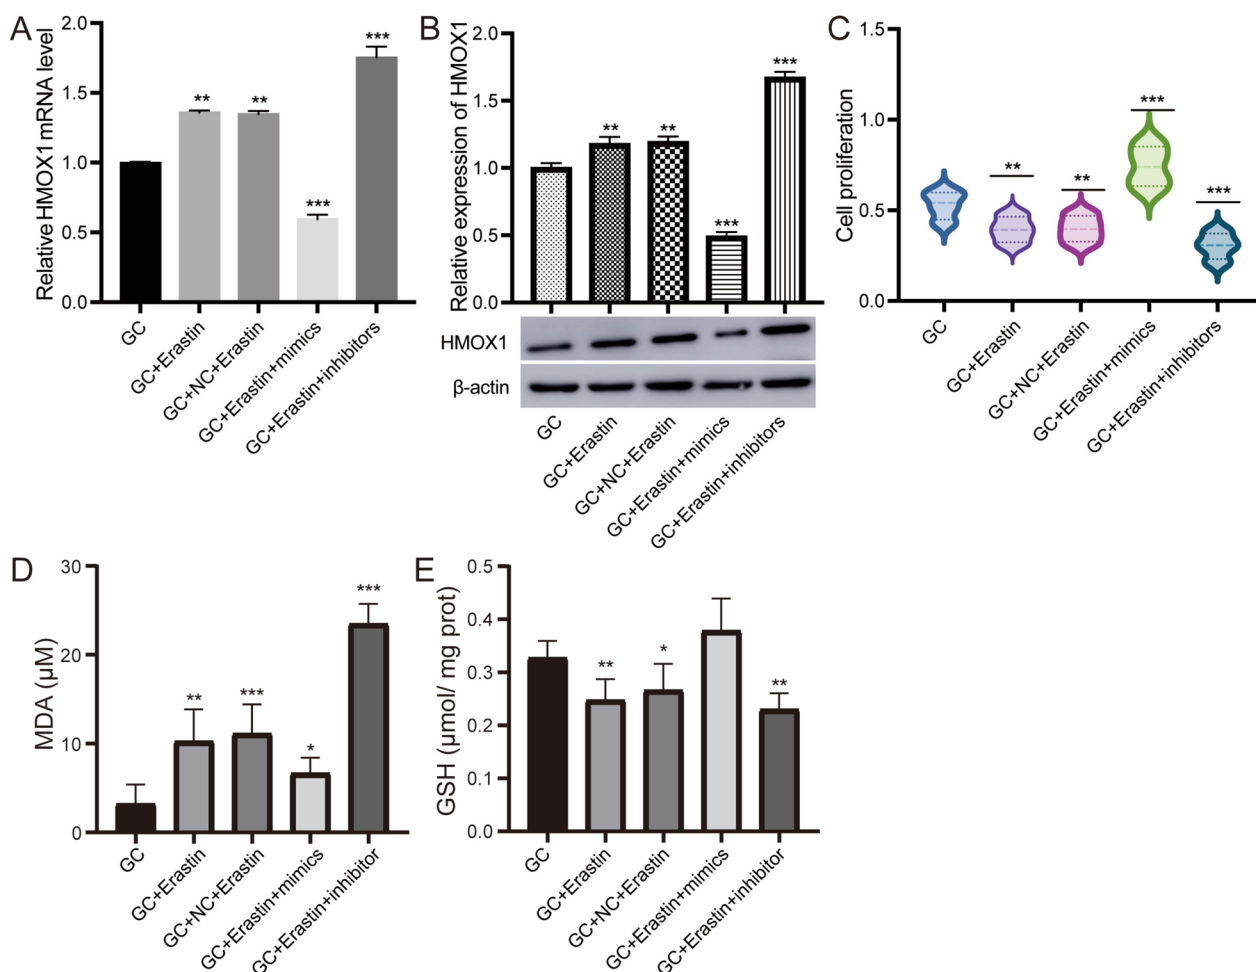 A
Relative HMOX1 mRNA level
2.0
1.5
1.0
0.5
0.0
**
**
***
***
GC
GC+Erastin
GC+NC+Erastin
GC+Erastin+mimics
GC+Erastin+inhibitors
B
Relative expression of HMOX1
2.0
1.5
1.0
0.5
0.0
**
**
***
***
HMOX1
β-actin
GC
GC+Erastin
GC+NC+Erastin
GC+Erastin+mimics
GC+Erastin+inhibitors
C
Cell proliferation
1.5
1.0
0.5
0.0
**
**
***
***
GC
GC+Erastin
GC+NC+Erastin
GC+Erastin+mimics
GC+Erastin+inhibitors
D
MDA (μM)
30
20
10
0
**
***
*
***
GC
GC+Erastin
GC+NC+Erastin
GC+Erastin+mimics
GC+Erastin+inhibitor
E
GSH (μmol/ mg prot)
0.5
0.4
0.3
0.2
0.1
0.0
**
*
**
GC
GC+Erastin
GC+NC+Erastin
GC+Erastin+mimics
GC+Erastin+inhibitor